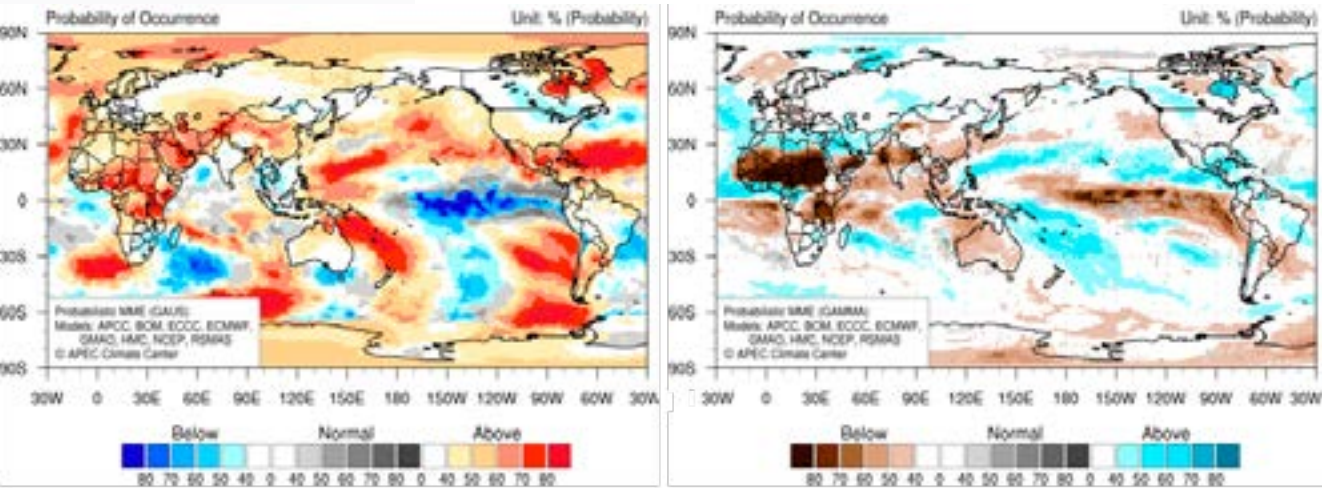 Probability of Occurrence Unit: % (Probability)
90N
60N
30N
0
30S
60S
90S
Probabilistic MME (GAUS)
Models: APCC, BOM, ECCC, ECMWF,
GMAO, HMC, NCEP, RSMAS
© APEC Climate Center
30W 0 30E 60E 90E 120E 150E 180 150W 120W 90W 60W 30W
Below Normal Above
80 70 60 50 40 0 40 50 60 70 80 0 40 50 60 70 80
Probability of Occurrence Unit: % (Probability)
90N
60N
30N
0
30S
60S
90S
Probabilistic MME (GAMMA)
Models: APCC, BOM, ECCC, ECMWF,
GMAO, HMC, NCEP, RSMAS
© APEC Climate Center
30W 0 30E 60E 90E 120E 150E 180 150W 120W 90W 60W 30W
Below Normal Above
80 70 60 50 40 0 40 50 60 70 80 0 40 50 60 70 80